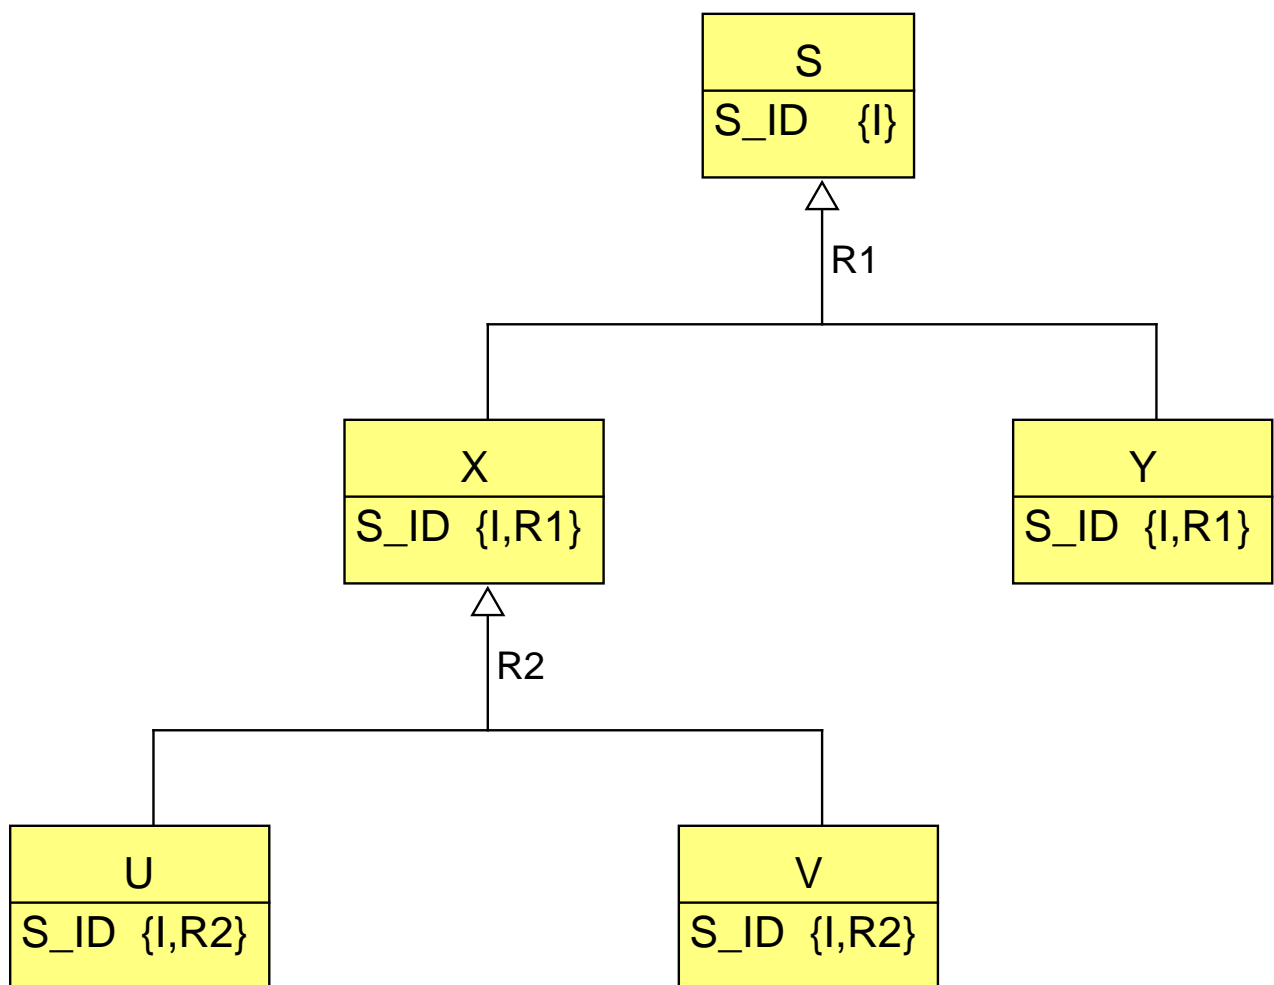 S
S_ID {I}
R1
X
S_ID {I,R1}
Y
S_ID {I,R1}
R2
U
S_ID {I,R2}
V
S_ID {I,R2}